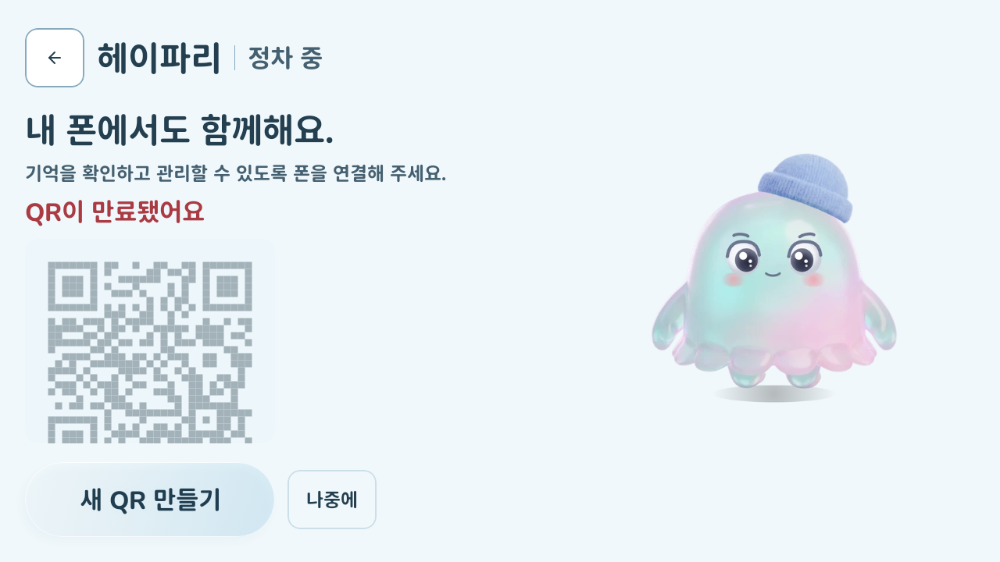 헤이파리
정차 중
내 폰에서도 함께해요.
기억을 확인하고 관리할 수 있도록 폰을 연결해 주세요.
QR이 만료됐어요
새 QR 만들기
나중에